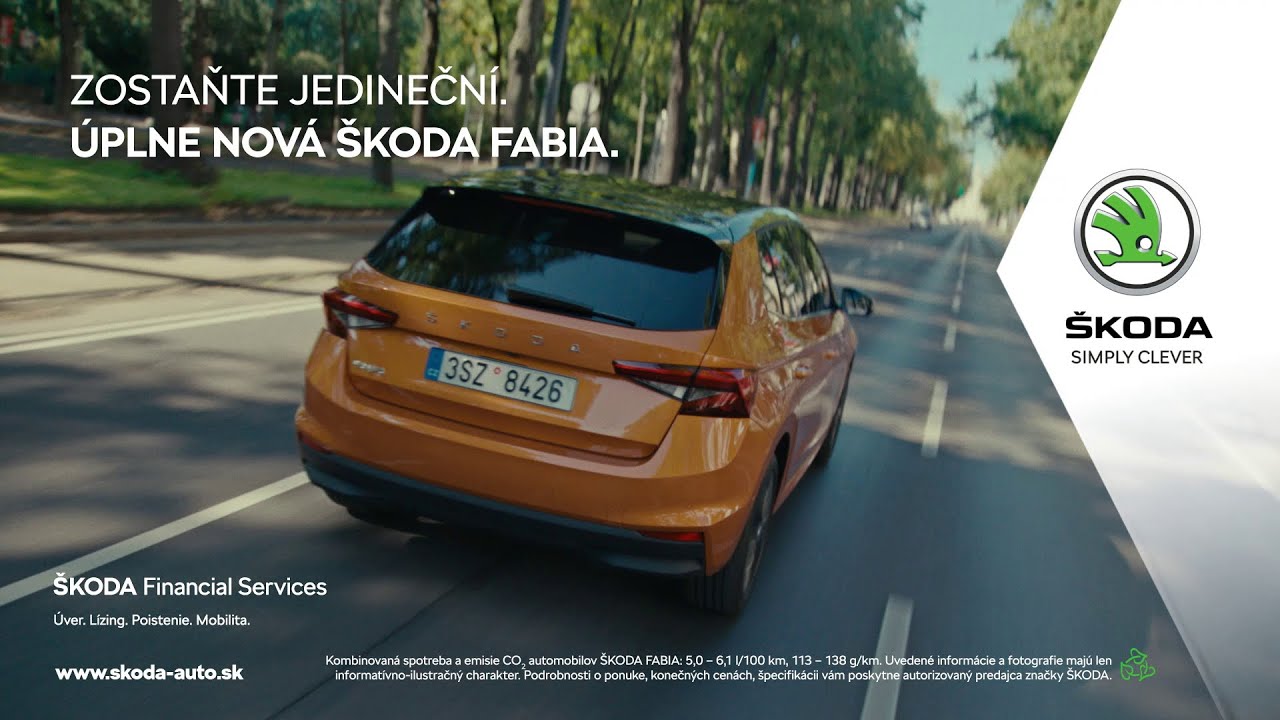 ZOSTAŇTE JEDINEČNÍ.
ÚPLNE NOVÁ ŠKODA FABIA.
ŠKODA
SIMPLY CLEVER
ŠKODA
FABIA
CZ
3SZ 8426
ŠKODA Financial Services
Úver. Lízing. Poistenie. Mobilita.
www.skoda-auto.sk
Kombinovaná spotreba a emisie CO₂ automobilov ŠKODA FABIA: 5,0 – 6,1 l/100 km, 113 – 138 g/km. Uvedené informácie a fotografie majú len
informatívno-ilustračný charakter. Podrobnosti o ponuke, konečných cenách, špecifikácii vám poskytne autorizovaný predajca značky ŠKODA.